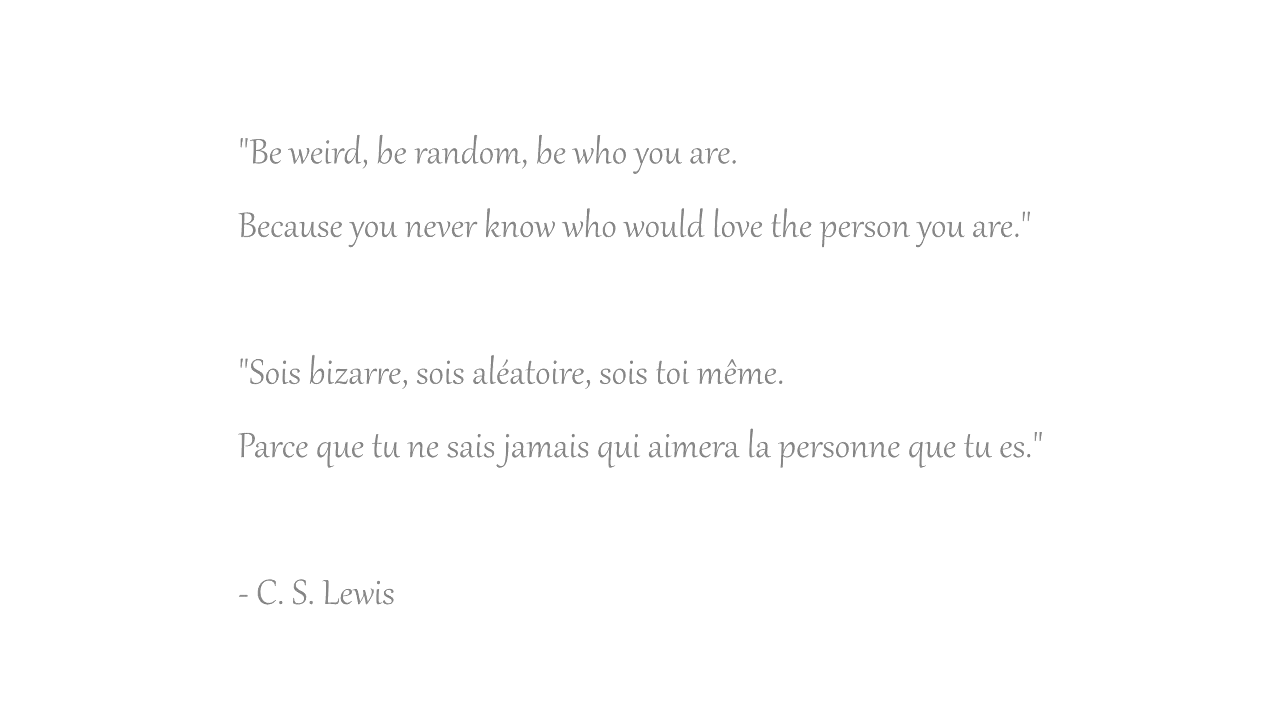 "Be weird, be random, be who you are.
Because you never know who would love the person you are."
"Sois bizarre, sois aléatoire, sois toi même.
Parce que tu ne sais jamais qui aimera la personne que tu es."
- C. S. Lewis